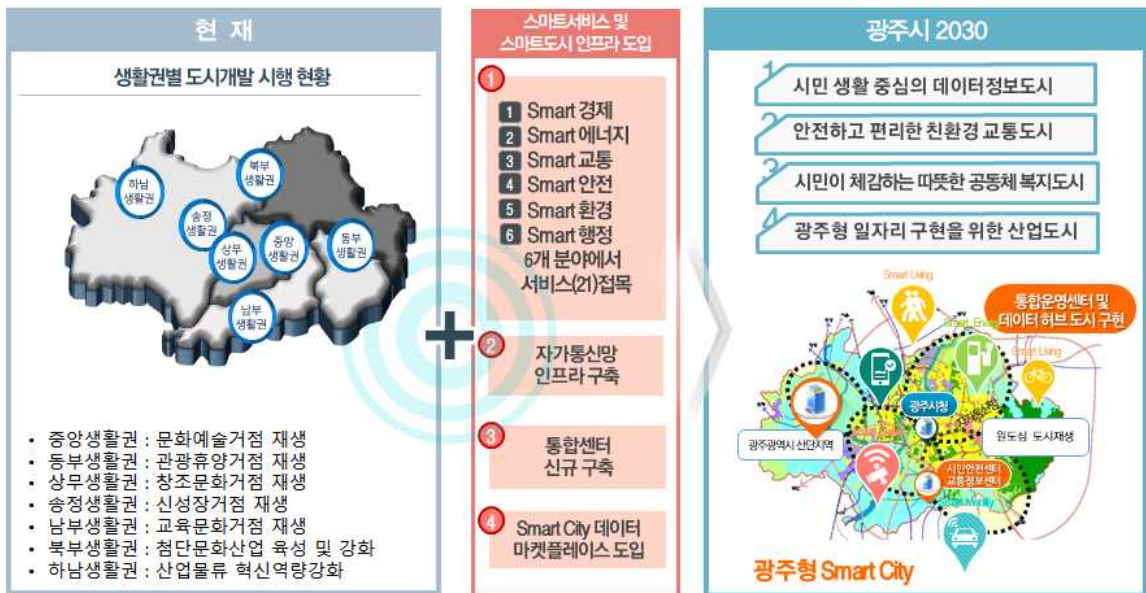 현 재
생활권별 도시개발 시행 현황
하남
생활권
북부
생활권
송정
생활권
상무
생활권
중앙
생활권
동부
생활권
남부
생활권
• 중앙생활권 : 문화예술거점 재생
• 동부생활권 : 관광휴양거점 재생
• 상무생활권 : 창조문화거점 재생
• 송정생활권 : 신성장거점 재생
• 남부생활권 : 교육문화거점 재생
• 북부생활권 : 첨단문화산업 육성 및 강화
• 하남생활권 : 산업물류 혁신역량강화
+
스마트서비스 및
스마트도시 인프라 도입
1
1 Smart 경제
2 Smart 에너지
3 Smart 교통
4 Smart 안전
5 Smart 환경
6 Smart 행정
6개 분야에서
서비스(21)접목
2
자가통신망
인프라 구축
3
통합센터
신규 구축
4
Smart City 데이터
마켓플레이스 도입
광주시 2030
1 시민 생활 중심의 데이터정보도시
2 안전하고 편리한 친환경 교통도시
3 시민이 체감하는 따뜻한 공동체 복지도시
4 광주형 일자리 구현을 위한 산업도시
Smart Living
통합운영센터 및
데이터 허브 도시 구현
Smart Energy
Smart Living
광주시청
광주광역시 산단지역
원도심 도시재생
시민안전센터
교통정보센터
Smart Mobility
광주형 Smart City